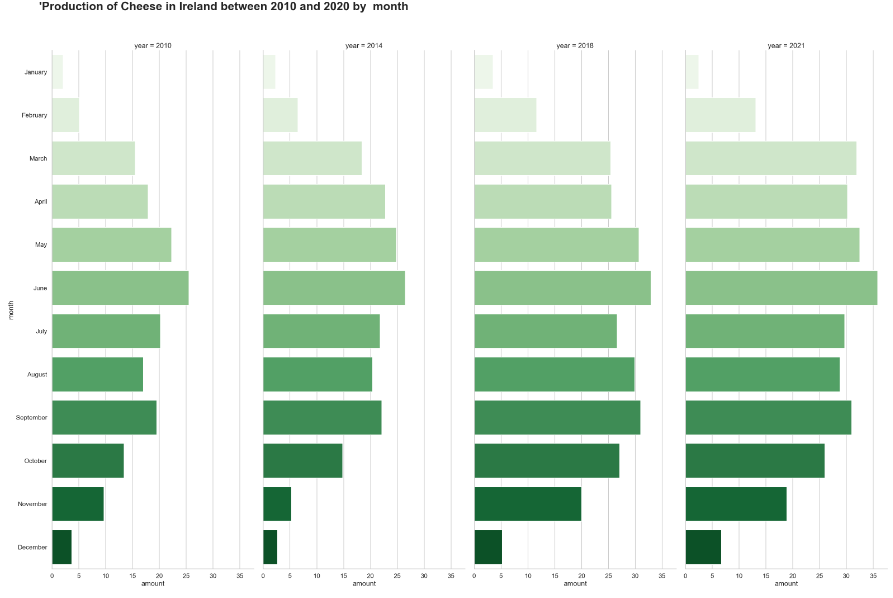 'Production of Cheese in Ireland between 2010 and 2020 by  month
year = 2010 year = 2014 year = 2018 year = 2021
month
January
February
March
April
May
June
July
August
September
October
November
December
0 5 10 15 20 25 30 35 0 5 10 15 20 25 30 35 0 5 10 15 20 25 30 35 0 5 10 15 20 25 30 35
amount amount amount amount